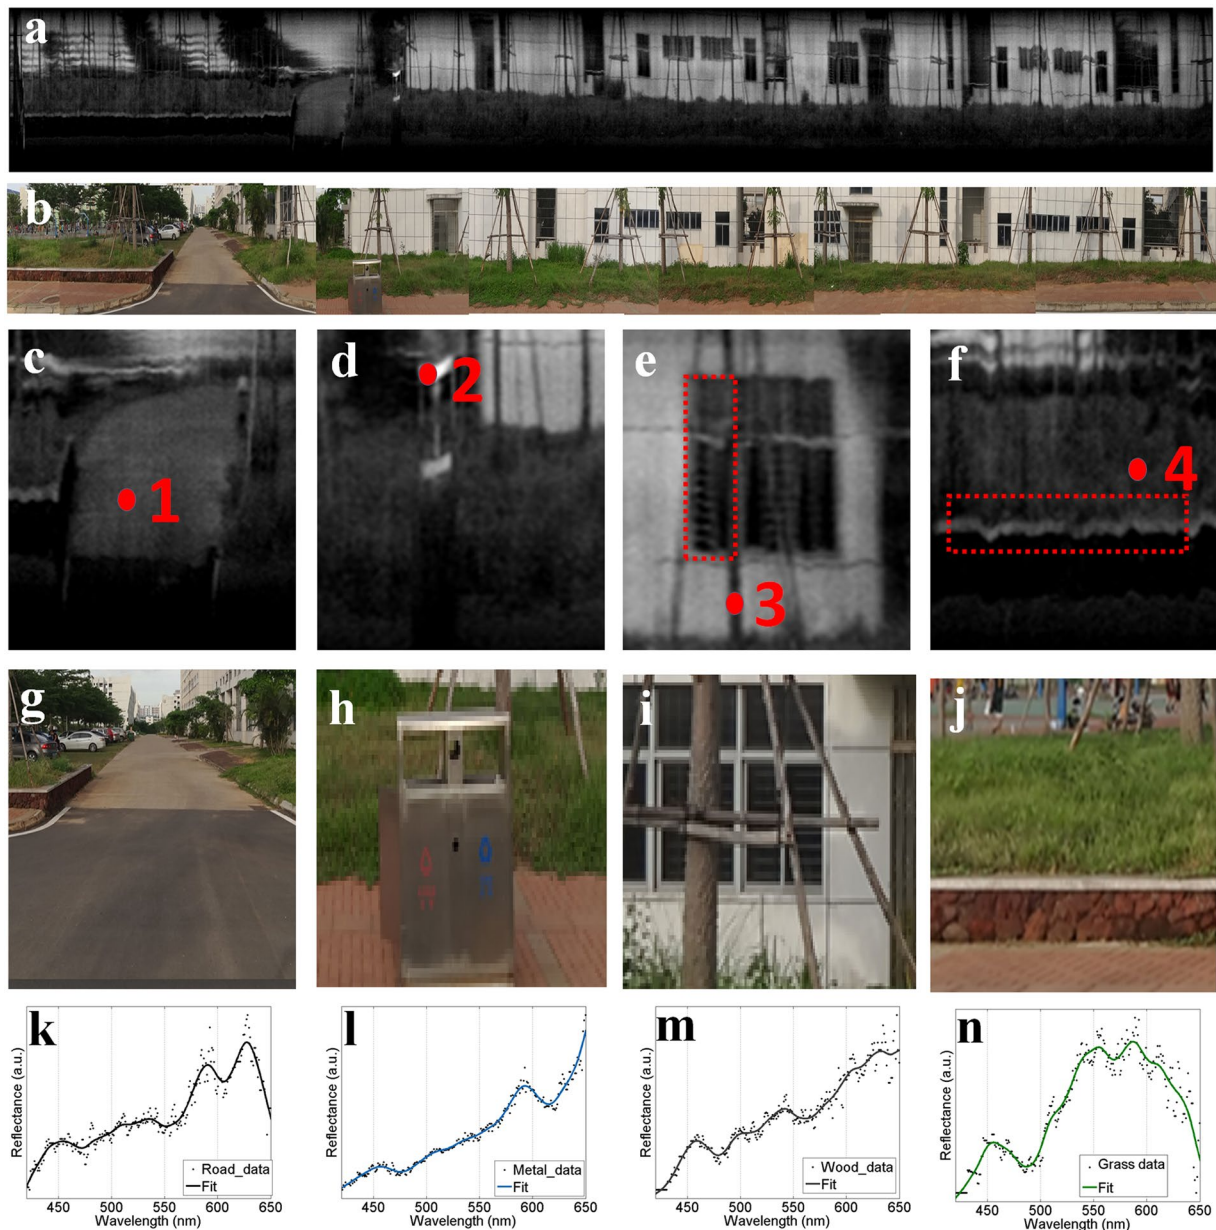 a
b
c
1
d
2
e
3
f
4
g
h
i
j
k
Reflectance (a.u.)
Road_data
Fit
450 500 550 600 650
Wavelength (nm)
l
Reflectance (a.u.)
Metal_data
Fit
450 500 550 600 650
Wavelength (nm)
m
Reflectance (a.u.)
Wood_data
Fit
450 500 550 600 650
Wavelength (nm)
n
Reflectance (a.u.)
Grass data
Fit
450 500 550 600 650
Wavelength (nm)